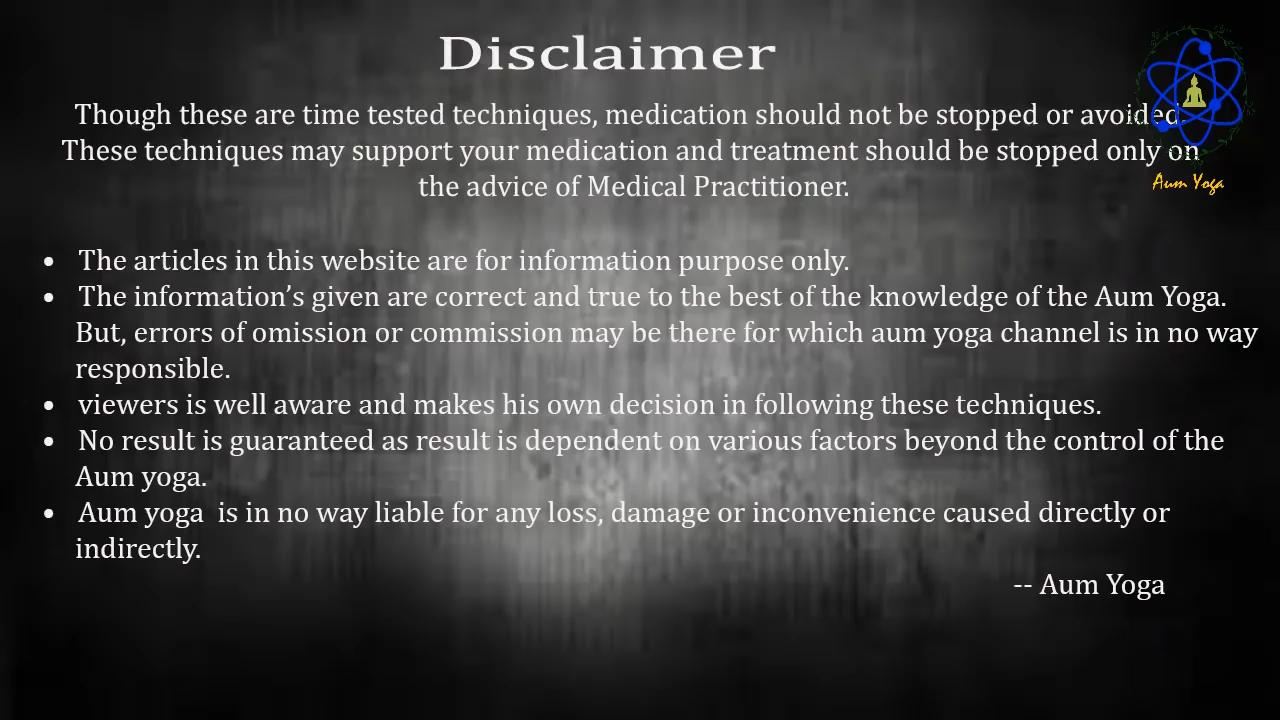 Disclaimer
Though these are time tested techniques, medication should not be stopped or avoided.
These techniques may support your medication and treatment should be stopped only on
the advice of Medical Practitioner.
Aum Yoga
• The articles in this website are for information purpose only.
• The information’s given are correct and true to the best of the knowledge of the Aum Yoga.
But, errors of omission or commission may be there for which aum yoga channel is in no way
responsible.
• viewers is well aware and makes his own decision in following these techniques.
• No result is guaranteed as result is dependent on various factors beyond the control of the
Aum yoga.
• Aum yoga is in no way liable for any loss, damage or inconvenience caused directly or
indirectly.
-- Aum Yoga